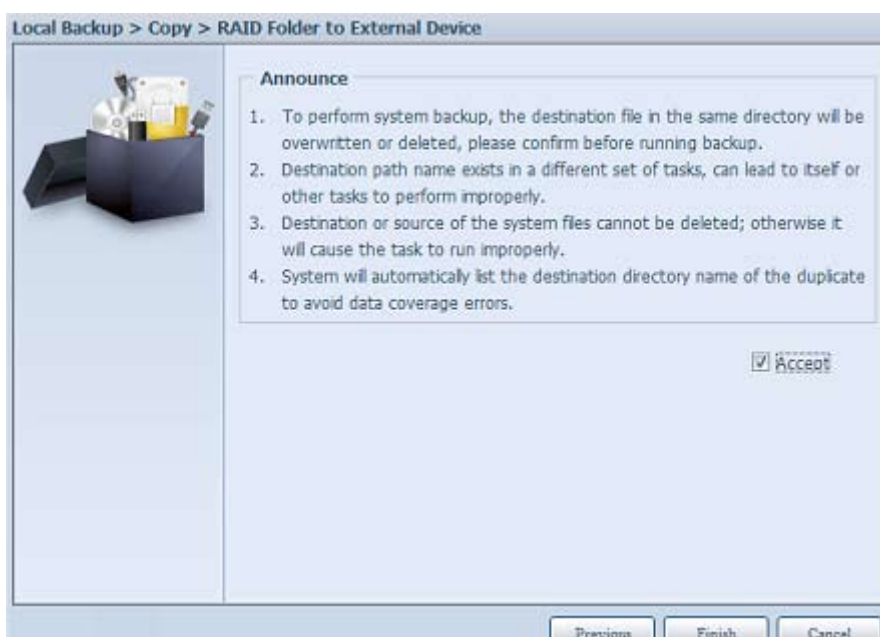 Local Backup > Copy > RAID Folder to External Device
Announce
1. To perform system backup, the destination file in the same directory will be
overwritten or deleted, please confirm before running backup.
2. Destination path name exists in a different set of tasks, can lead to itself or
other tasks to perform improperly.
3. Destination or source of the system files cannot be deleted; otherwise it
will cause the task to run improperly.
4. System will automatically list the destination directory name of the duplicate
to avoid data coverage errors.
Accept
Previous Finish Cancel